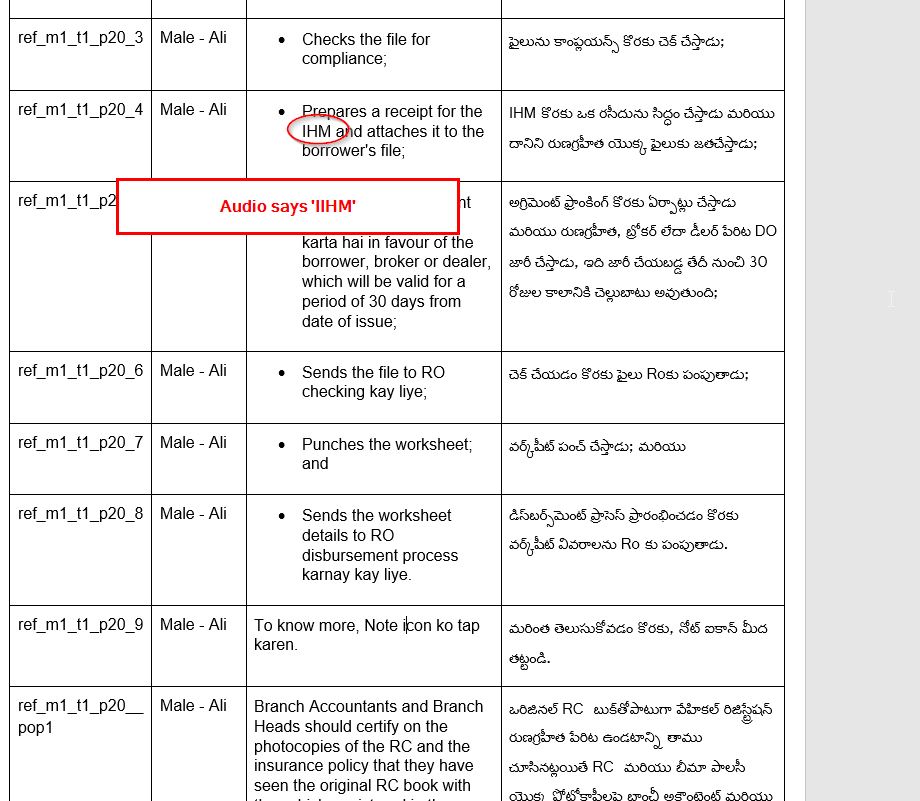 ref_m1_t1_p20_3
Male - Ali
• Checks the file for
compliance;
ఫైలును కాంప్లయన్స్ కొరకు చెక్ చేస్తాడు;
ref_m1_t1_p20_4
Male - Ali
• Prepares a receipt for the
IHM and attaches it to the
borrower's file;
IHM కొరకు ఒక రసీదును సిద్ధం చేస్తాడు మరియు
దానిని రుణగ్రహీత యొక్క ఫైలుకు జతచేస్తాడు;
ref_m1_t1_p2
Audio says 'IIHM'
nt
karta hai in favour of the
borrower, broker or dealer,
which will be valid for a
period of 30 days from
date of issue;
అగ్రిమెంట్ ఫ్రాంకింగ్ కొరకు ఏర్పాట్లు చేస్తాడు
మరియు రుణగ్రహీత, బ్రోకర్ లేదా డీలర్ పేరిట DO
జారీ చేస్తాడు, ఇది జారీ చేయబడ్డ తేదీ నుంచి 30
రోజుల కాలానికి చెల్లుబాటు అవుతుంది;
ref_m1_t1_p20_6
Male - Ali
• Sends the file to RO
checking kay liye;
చెక్ చేయడం కొరకు ఫైలు Roకు పంపుతాడు;
ref_m1_t1_p20_7
Male - Ali
• Punches the worksheet;
and
వర్క్‌షీట్ పంచ్ చేస్తాడు; మరియు
ref_m1_t1_p20_8
Male - Ali
• Sends the worksheet
details to RO
disbursement process
karnay kay liye.
డిస్‌బర్స్‌మెంట్ ప్రాసెస్ ప్రారంభించడం కొరకు
వర్క్‌షీట్ వివరాలను Ro కు పంపుతాడు.
ref_m1_t1_p20_9
Male - Ali
To know more, Note icon ko tap
karen.
మరింత తెలుసుకోవడం కొరకు, నోట్ ఐకాన్ మీద
తట్టండి.
ref_m1_t1_p20__
pop1
Male - Ali
Branch Accountants and Branch
Heads should certify on the
photocopies of the RC and the
insurance policy that they have
seen the original RC book with
ఒరిజినల్ RC బుక్‌తోపాటుగా వేహికల్ రిజిస్ట్రేషన్
రుణగ్రహీత పేరిట ఉండటాన్ని తాము
చూసినట్లయితే RC మరియు బీమా పాలసీ
యొక్క ఫోటోకాపీలపై బ్రాంచ్ అకౌంటెంట్ మరియు